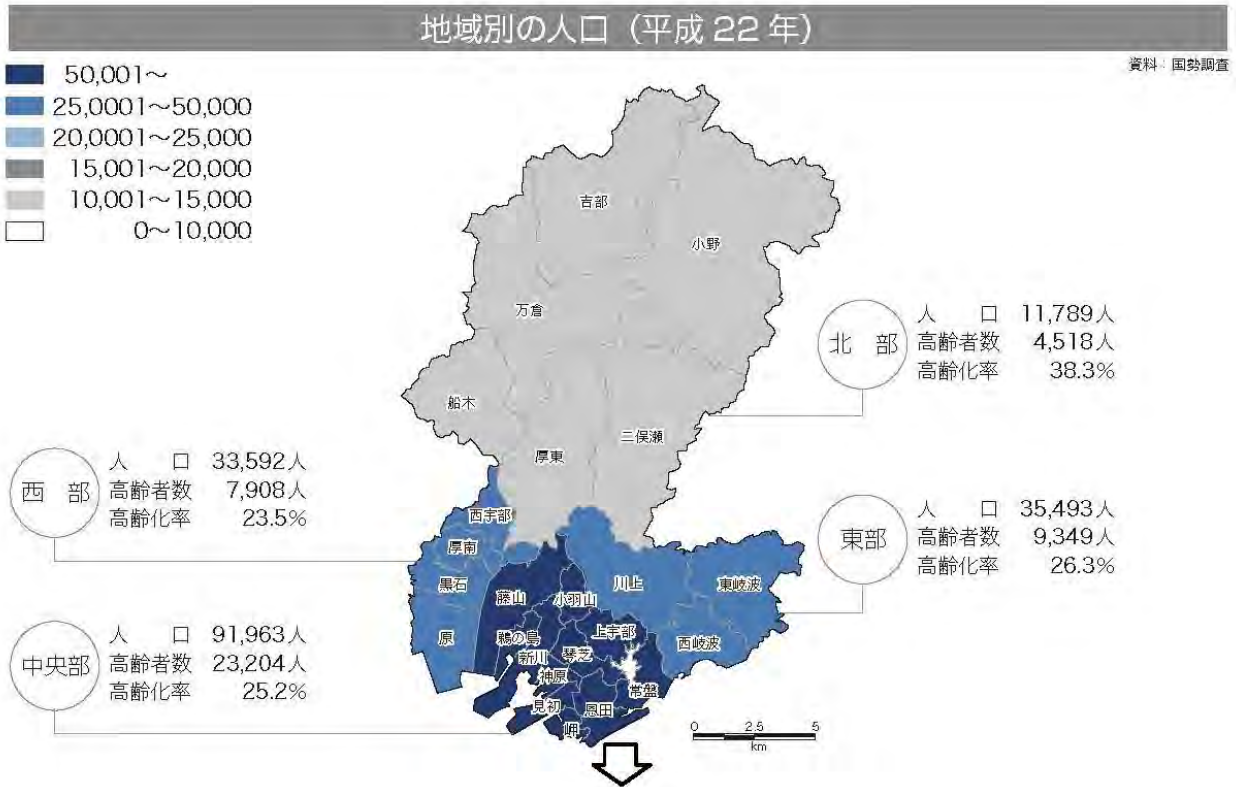 地域別の人口（平成 22 年）
資料：国勢調査
50,001～
25,0001～50,000
20,0001～25,000
15,001～20,000
10,001～15,000
0～10,000
吉部
小野
万倉
船木
二俣瀬
厚東
北 部
人 口 11,789人
高齢者数 4,518人
高齢化率 38.3%
西 部
人 口 33,592人
高齢者数 7,908人
高齢化率 23.5%
西宇部
厚南
黒石
原
川上
東岐波
西岐波
東部
人 口 35,493人
高齢者数 9,349人
高齢化率 26.3%
藤山
小羽山
上宇部
鵜の島
新川
琴芝
神原
常盤
見初
恩田
岬
中央部
人 口 91,963人
高齢者数 23,204人
高齢化率 25.2%
0 2.5 5
km